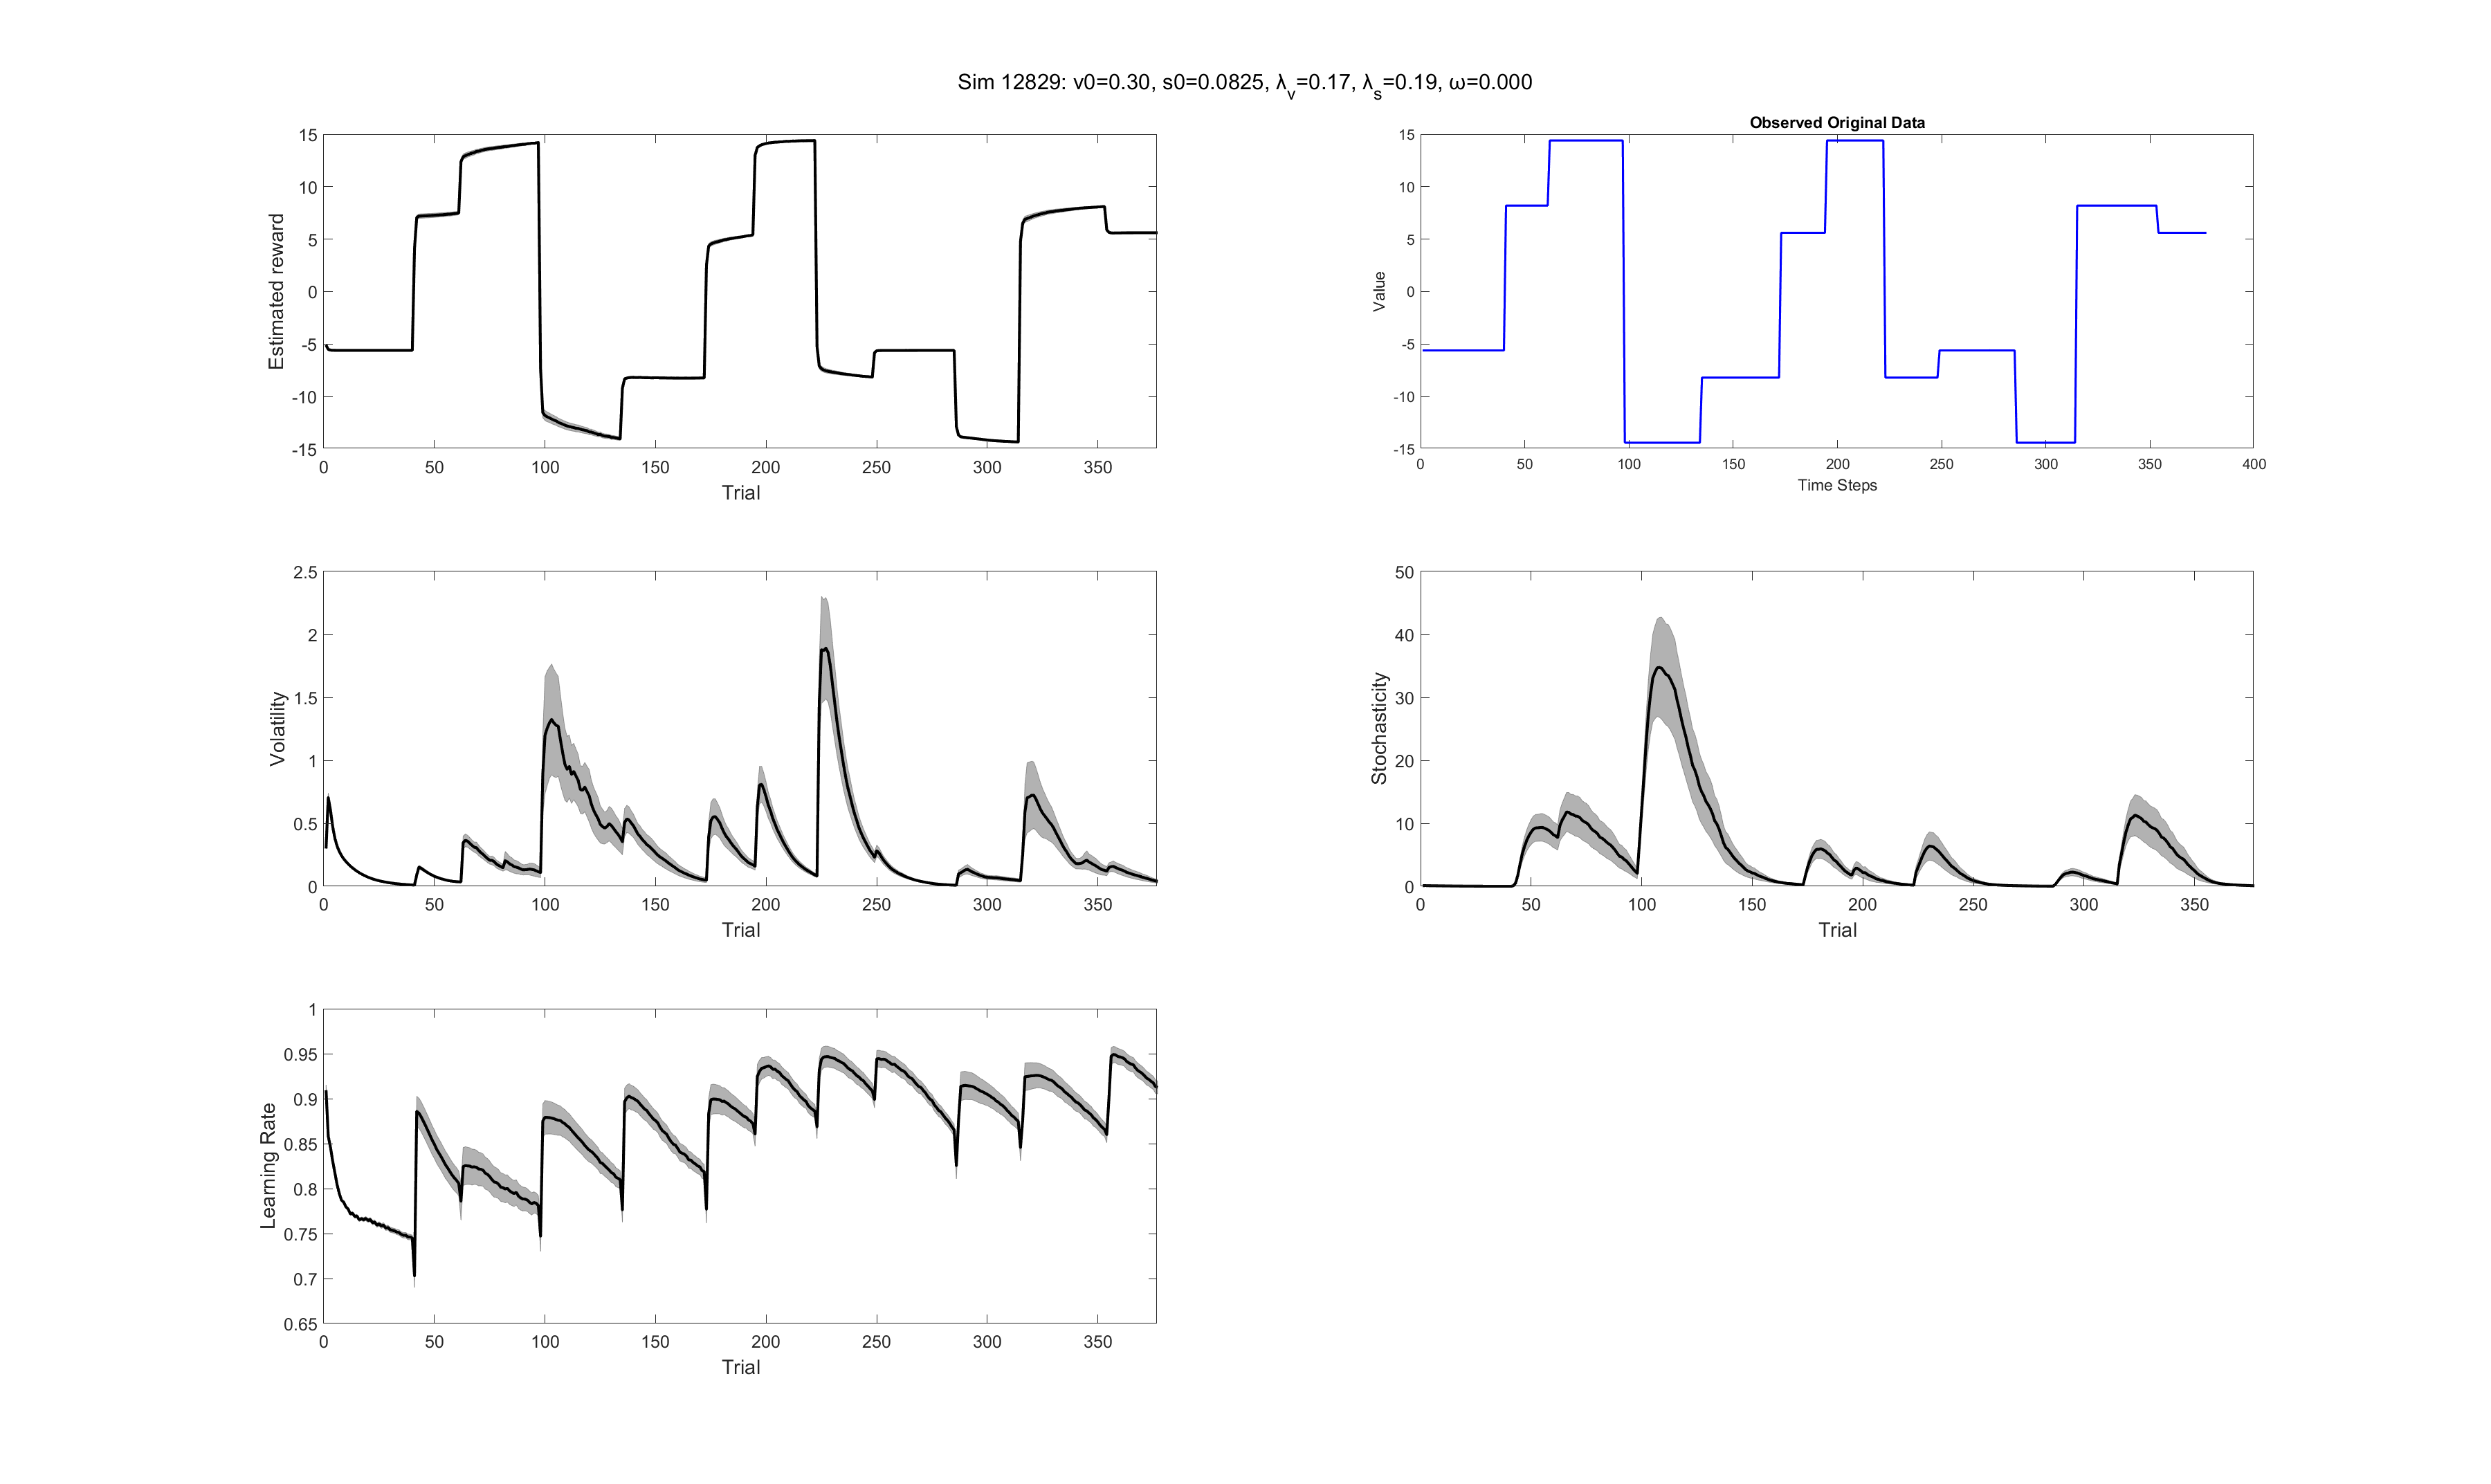 Sim 12829: v0=0.30, s0=0.0825, λv=0.17, λs=0.19, ω=0.000
15
10
5
0
-5
-10
-15
Estimated reward
0 50 100 150 200 250 300 350
Trial
Observed Original Data
15
10
5
0
-5
-10
-15
Value
0 50 100 150 200 250 300 350 400
Time Steps
2.5
2
1.5
1
0.5
0
Volatility
0 50 100 150 200 250 300 350
Trial
50
40
30
20
10
0
Stochasticity
0 50 100 150 200 250 300 350
Trial
1
0.95
0.9
0.85
0.8
0.75
0.7
0.65
Learning Rate
0 50 100 150 200 250 300 350
Trial